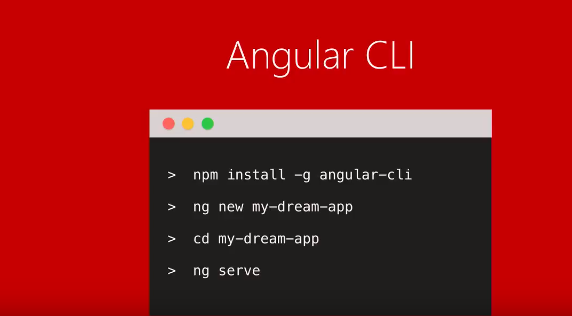 Angular CLI
> npm install -g angular-cli
> ng new my-dream-app
> cd my-dream-app
> ng serve